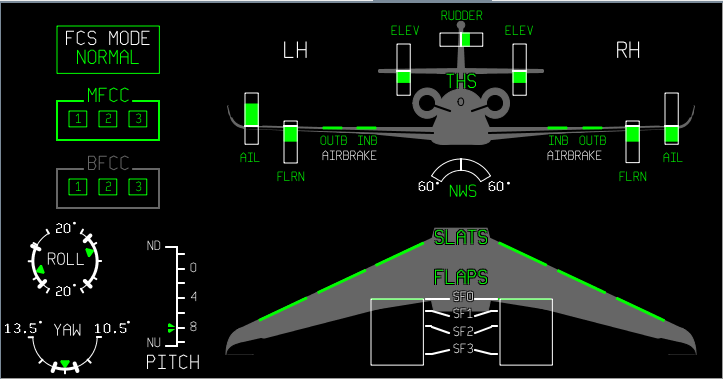 FCS MODE
NORMAL
MFCC
1 2 3
BFCC
1 2 3
LH
RH
RUDDER
ELEV
ELEV
THS
AIL
FLRN
OUTB INB
AIRBRAKE
INB OUTB
AIRBRAKE
FLRN
AIL
60° 60°
NWS
20°
ROLL
20°
13.5° YAW 10.5°
ND
0
4
8
NU
PITCH
SLATS
FLAPS
SF0
SF1
SF2
SF3